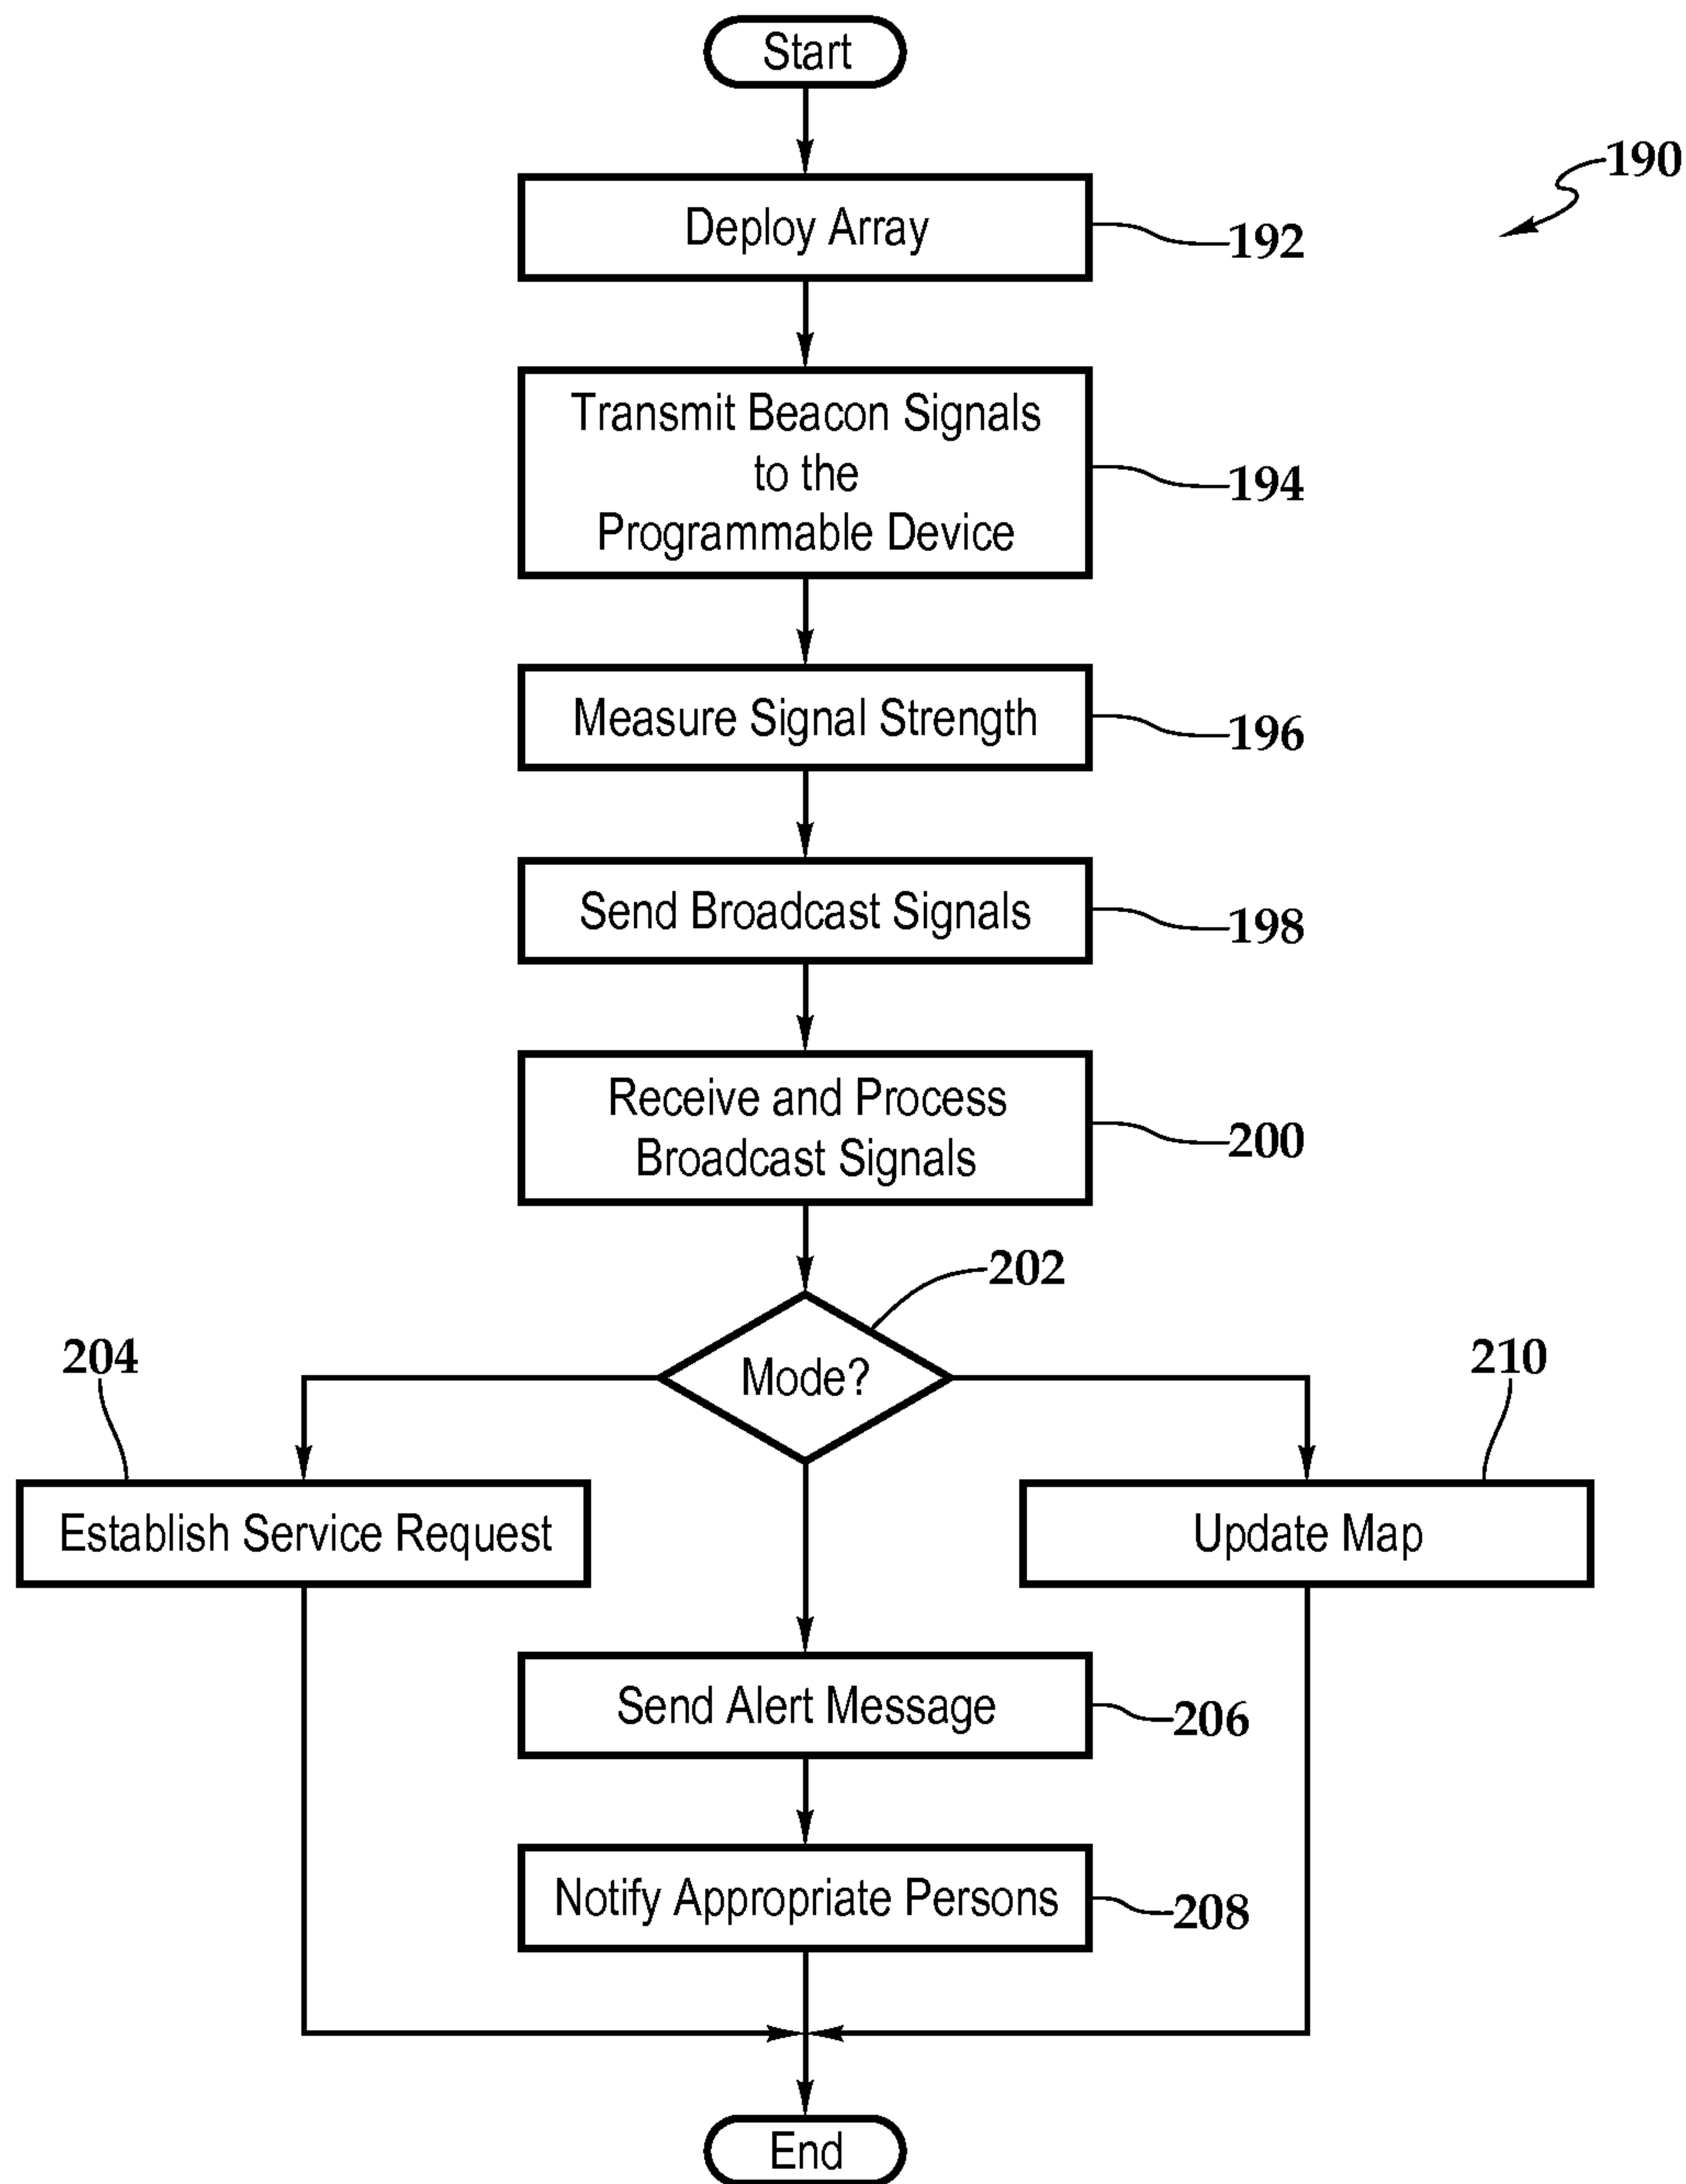 Start
190
Deploy Array
192
Transmit Beacon Signals
to the
Programmable Device
194
Measure Signal Strength
196
Send Broadcast Signals
198
Receive and Process
Broadcast Signals
200
202
Mode?
204
210
Establish Service Request
Update Map
Send Alert Message
206
Notify Appropriate Persons
208
End